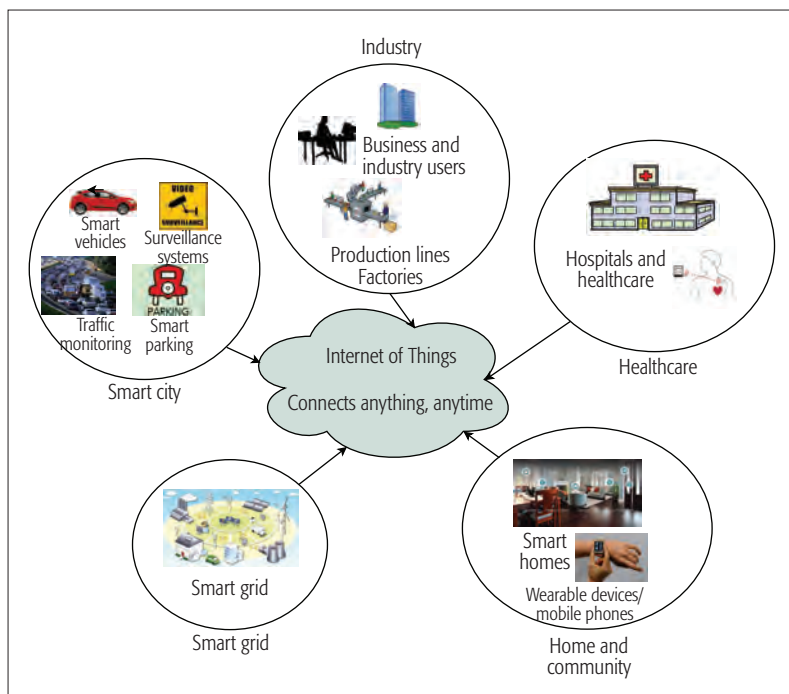 Industry
Business and
industry users
Production lines
Factories
VIDEO
SURVEILLANCE
Smart
vehicles
Surveillance
systems
PARKING
Traffic
monitoring
Smart
parking
Smart city
Hospitals and
healthcare
Healthcare
Internet of Things
Connects anything, anytime
Smart grid
Smart grid
Smart
homes
Wearable devices/
mobile phones
Home and
community